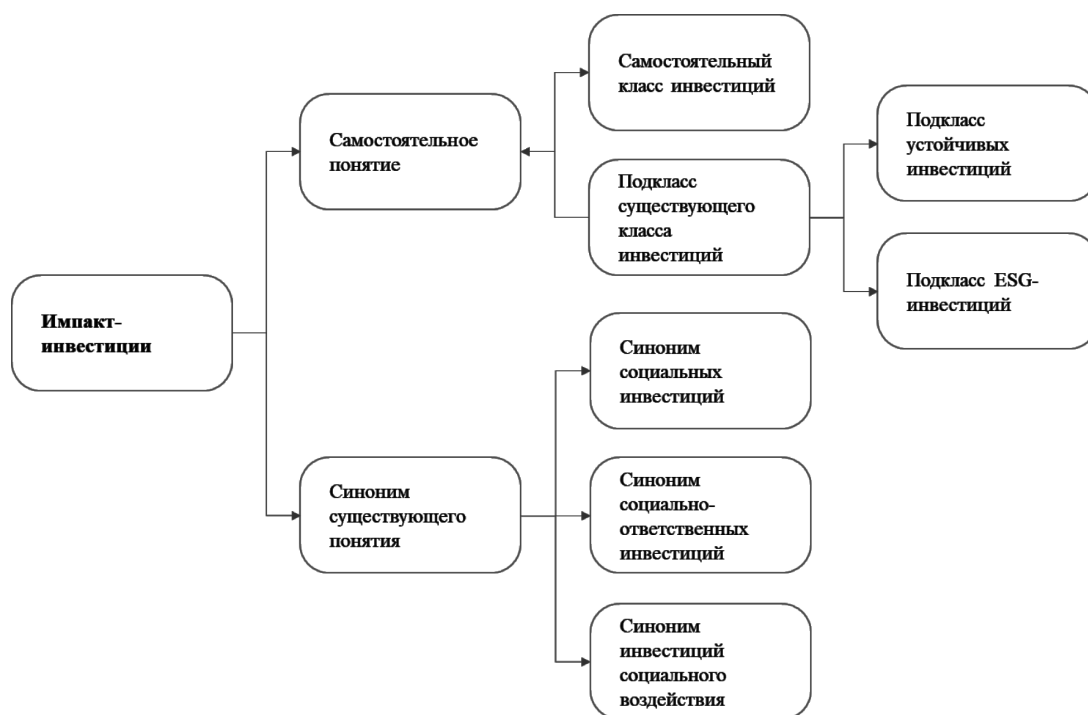 Импакт-
инвестиции
Самостоятельное
понятие
Синоним
существующего
понятия
Самостоятельный
класс инвестиций
Подкласс
существующего
класса
инвестиций
Синоним
социальных
инвестиций
Синоним
социально-
ответственных
инвестиций
Синоним
инвестиций
социального
воздействия
Подкласс
устойчивых
инвестиций
Подкласс ESG-
инвестиций